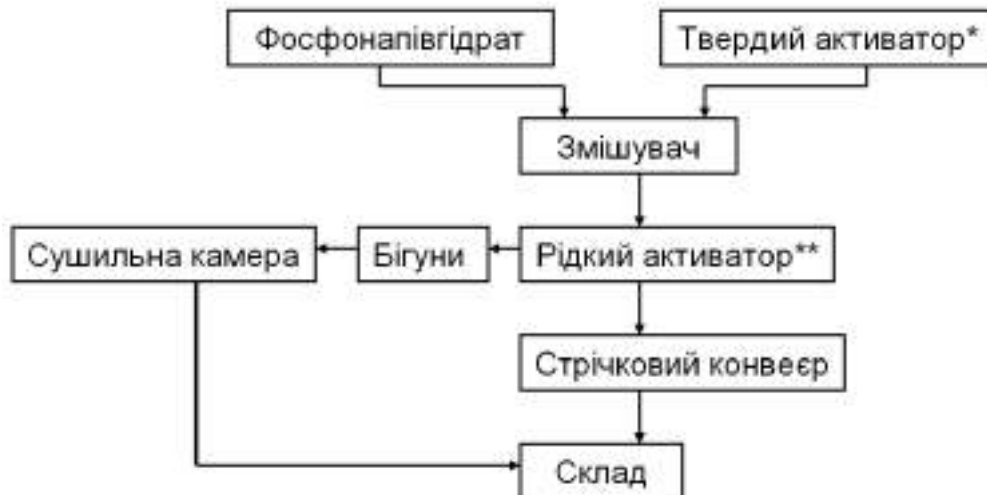 Фосфонапівгідрат
Твердий активатор*
Змішувач
Сушильна камера
Бігуни
Рідкий активатор**
Стрічковий конвеєр
Склад